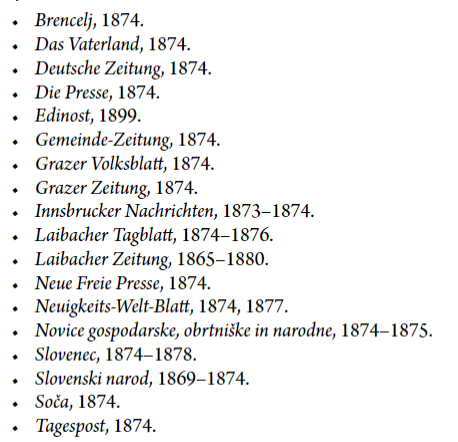 • Brencelj, 1874.
• Das Vaterland, 1874.
• Deutsche Zeitung, 1874.
• Die Presse, 1874.
• Edinost, 1899.
• Gemeinde-Zeitung, 1874.
• Grazer Volksblatt, 1874.
• Grazer Zeitung, 1874.
• Innsbrucker Nachrichten, 1873–1874.
• Laibacher Tagblatt, 1874–1876.
• Laibacher Zeitung, 1865–1880.
• Neue Freie Presse, 1874.
• Neuigkeits-Welt-Blatt, 1874, 1877.
• Novice gospodarske, obrtniške in narodne, 1874–1875.
• Slovenec, 1874–1878.
• Slovenski narod, 1869–1874.
• Soča, 1874.
• Tagespost, 1874.